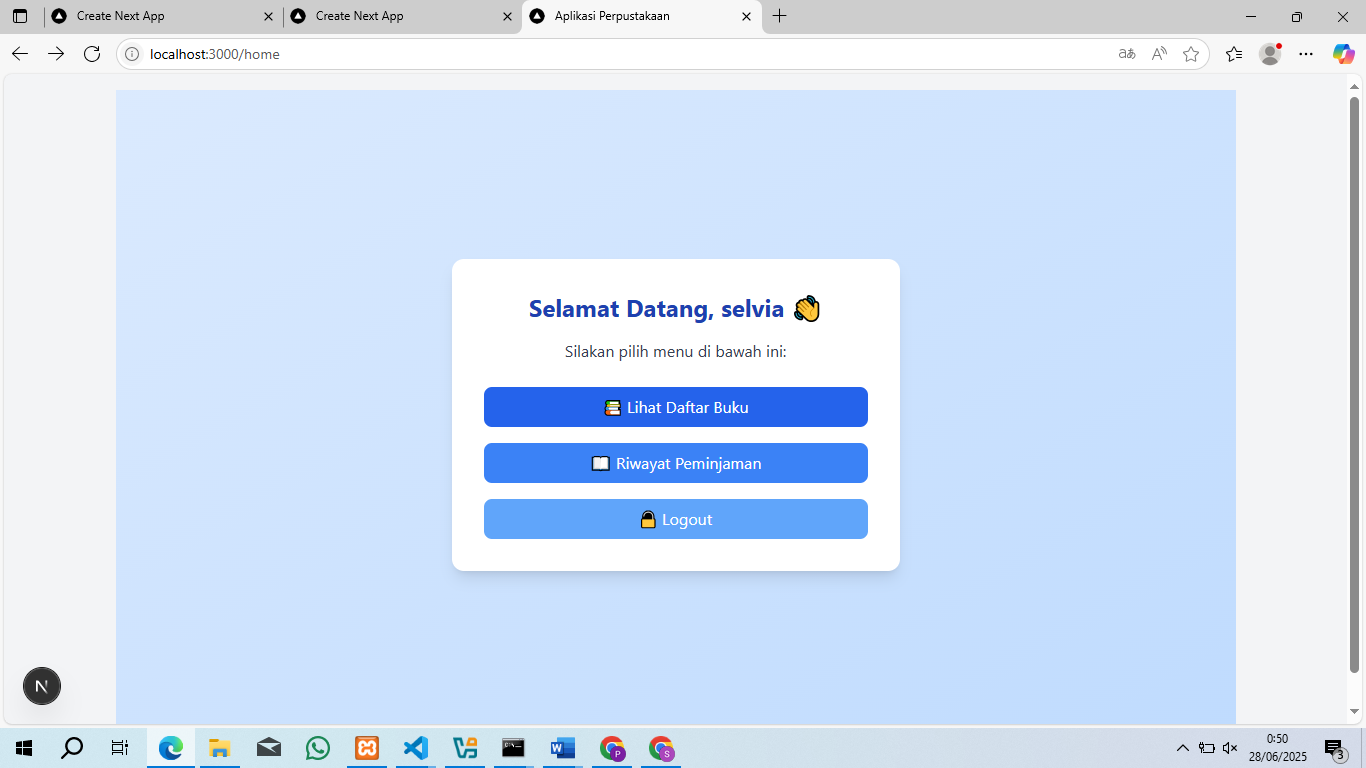 Create Next App
Create Next App
Aplikasi Perpustakaan
localhost:3000/home
Selamat Datang, selvia 👋
Silakan pilih menu di bawah ini:
📚 Lihat Daftar Buku
📖 Riwayat Peminjaman
🔒 Logout
N
0:50
28/06/2025
3